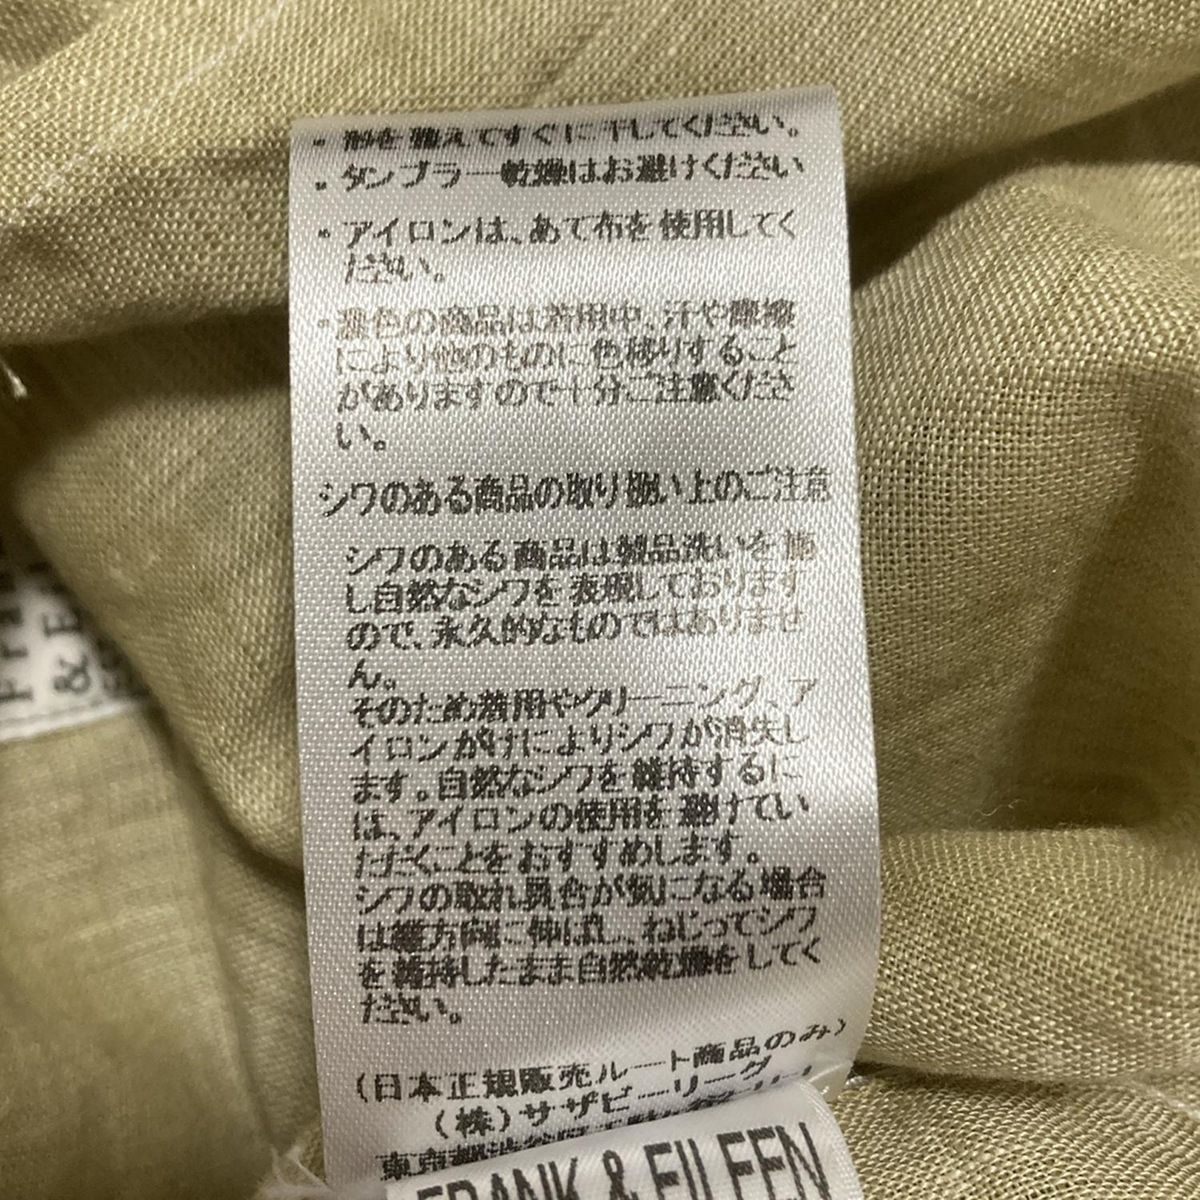 ・形を整えてすぐに干してください。
・タンブラー乾燥はお避けください
・アイロンは、あて布を使用してく
ださい。
・濃色の商品は着用中、汗や摩擦
により他のものに色移りすること
がありますので十分ご注意くださ
い。
シワのある商品の取り扱い上のご注意
シワのある商品は製品洗いを施
し自然なシワを表現しております
ので、永久的なものではありませ
ん。
そのため着用やクリーニング、ア
イロンがけによりシワが消失し
ます。自然なシワを維持するに
は、アイロンの使用を避けてい
ただくことをおすすめします。
シワの取れ具合が気になる場合
は縦方向に伸ばし、ねじってシワ
を維持したまま自然乾燥をしてく
ださい。
(日本正規販売ルート商品のみ)
(株)サザビーリーグ
東京都渋谷区
FRANK & EILEEN
Fran
& E